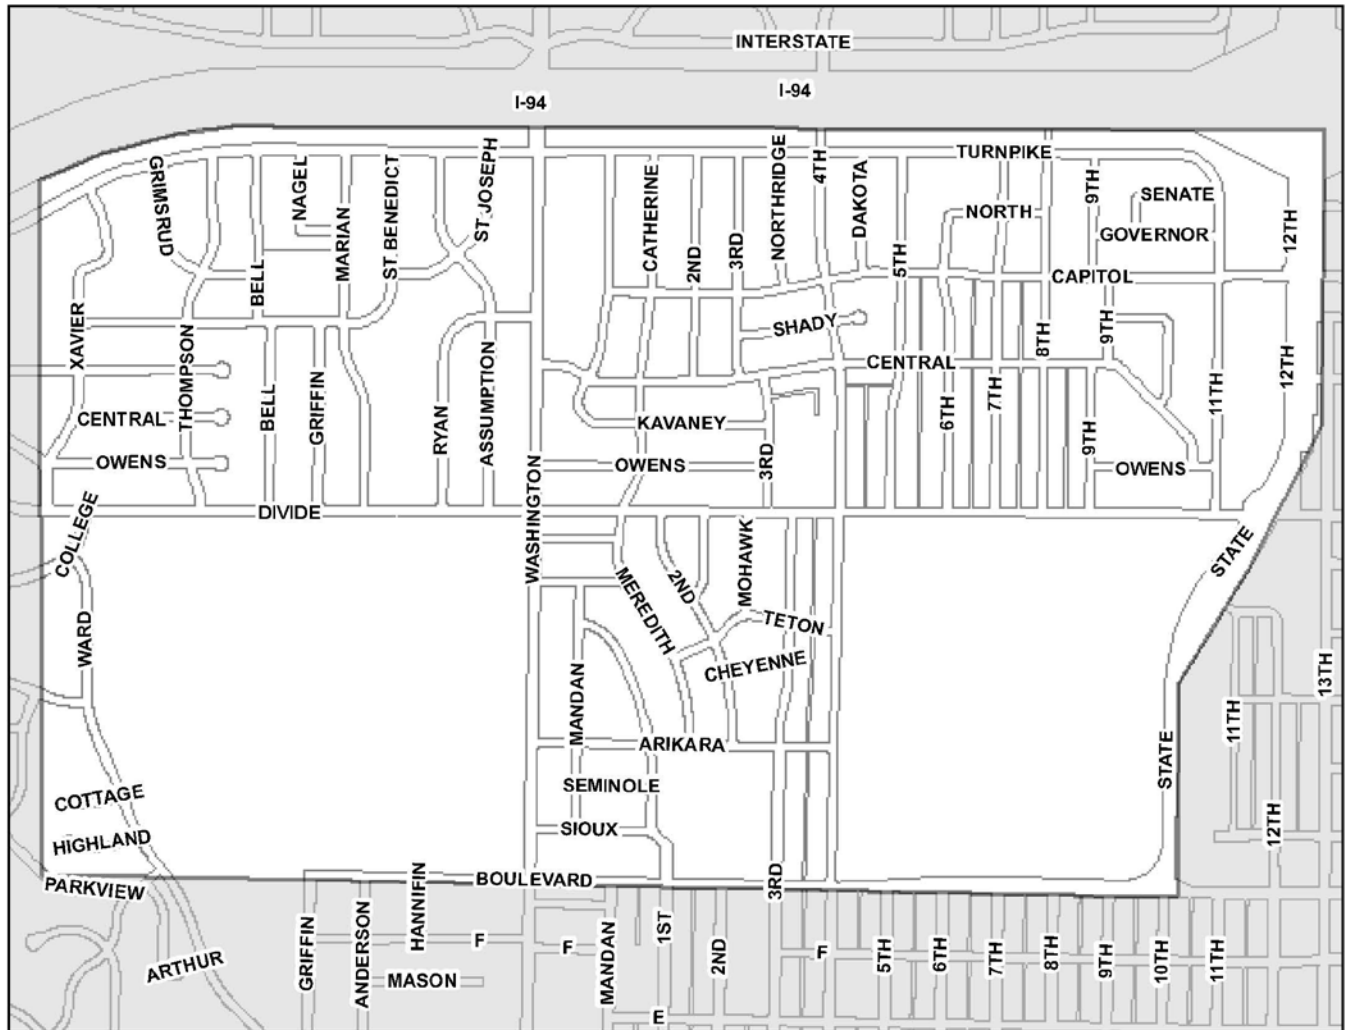 INTERSTATE
I-94
I-94
TURNPIKE
GRIMSRUD
NAGEL
MARIAN
ST. BENEDICT
ST. JOSEPH
CATHERINE
2ND
3RD
NORTHRIDGE
4TH
DAKOTA
5TH
NORTH
9TH
SENATE
GOVERNOR
12TH
BELL
CAPITOL
XAVIER
THOMPSON
SHADY
8TH
9TH
CENTRAL
12TH
CENTRAL
BELL
GRIFFIN
RYAN
ASSUMPTION
KAVANEY
6TH
7TH
9TH
11TH
OWENS
WASHINGTON
OWENS
3RD
OWENS
DIVIDE
COLLEGE
MEREDITH
2ND
MOHAWK
STATE
WARD
TETON
CHEYENNE
MANDAN
13TH
11TH
ARIKARA
STATE
COTTAGE
SEMINOLE
HIGHLAND
SIOUX
12TH
PARKVIEW
BOULEVARD
3RD
GRIFFIN
ANDERSON
HANNIFIN
F
F
MANDAN
1ST
2ND
F
5TH
6TH
7TH
8TH
9TH
10TH
11TH
ARTHUR
MASON
E